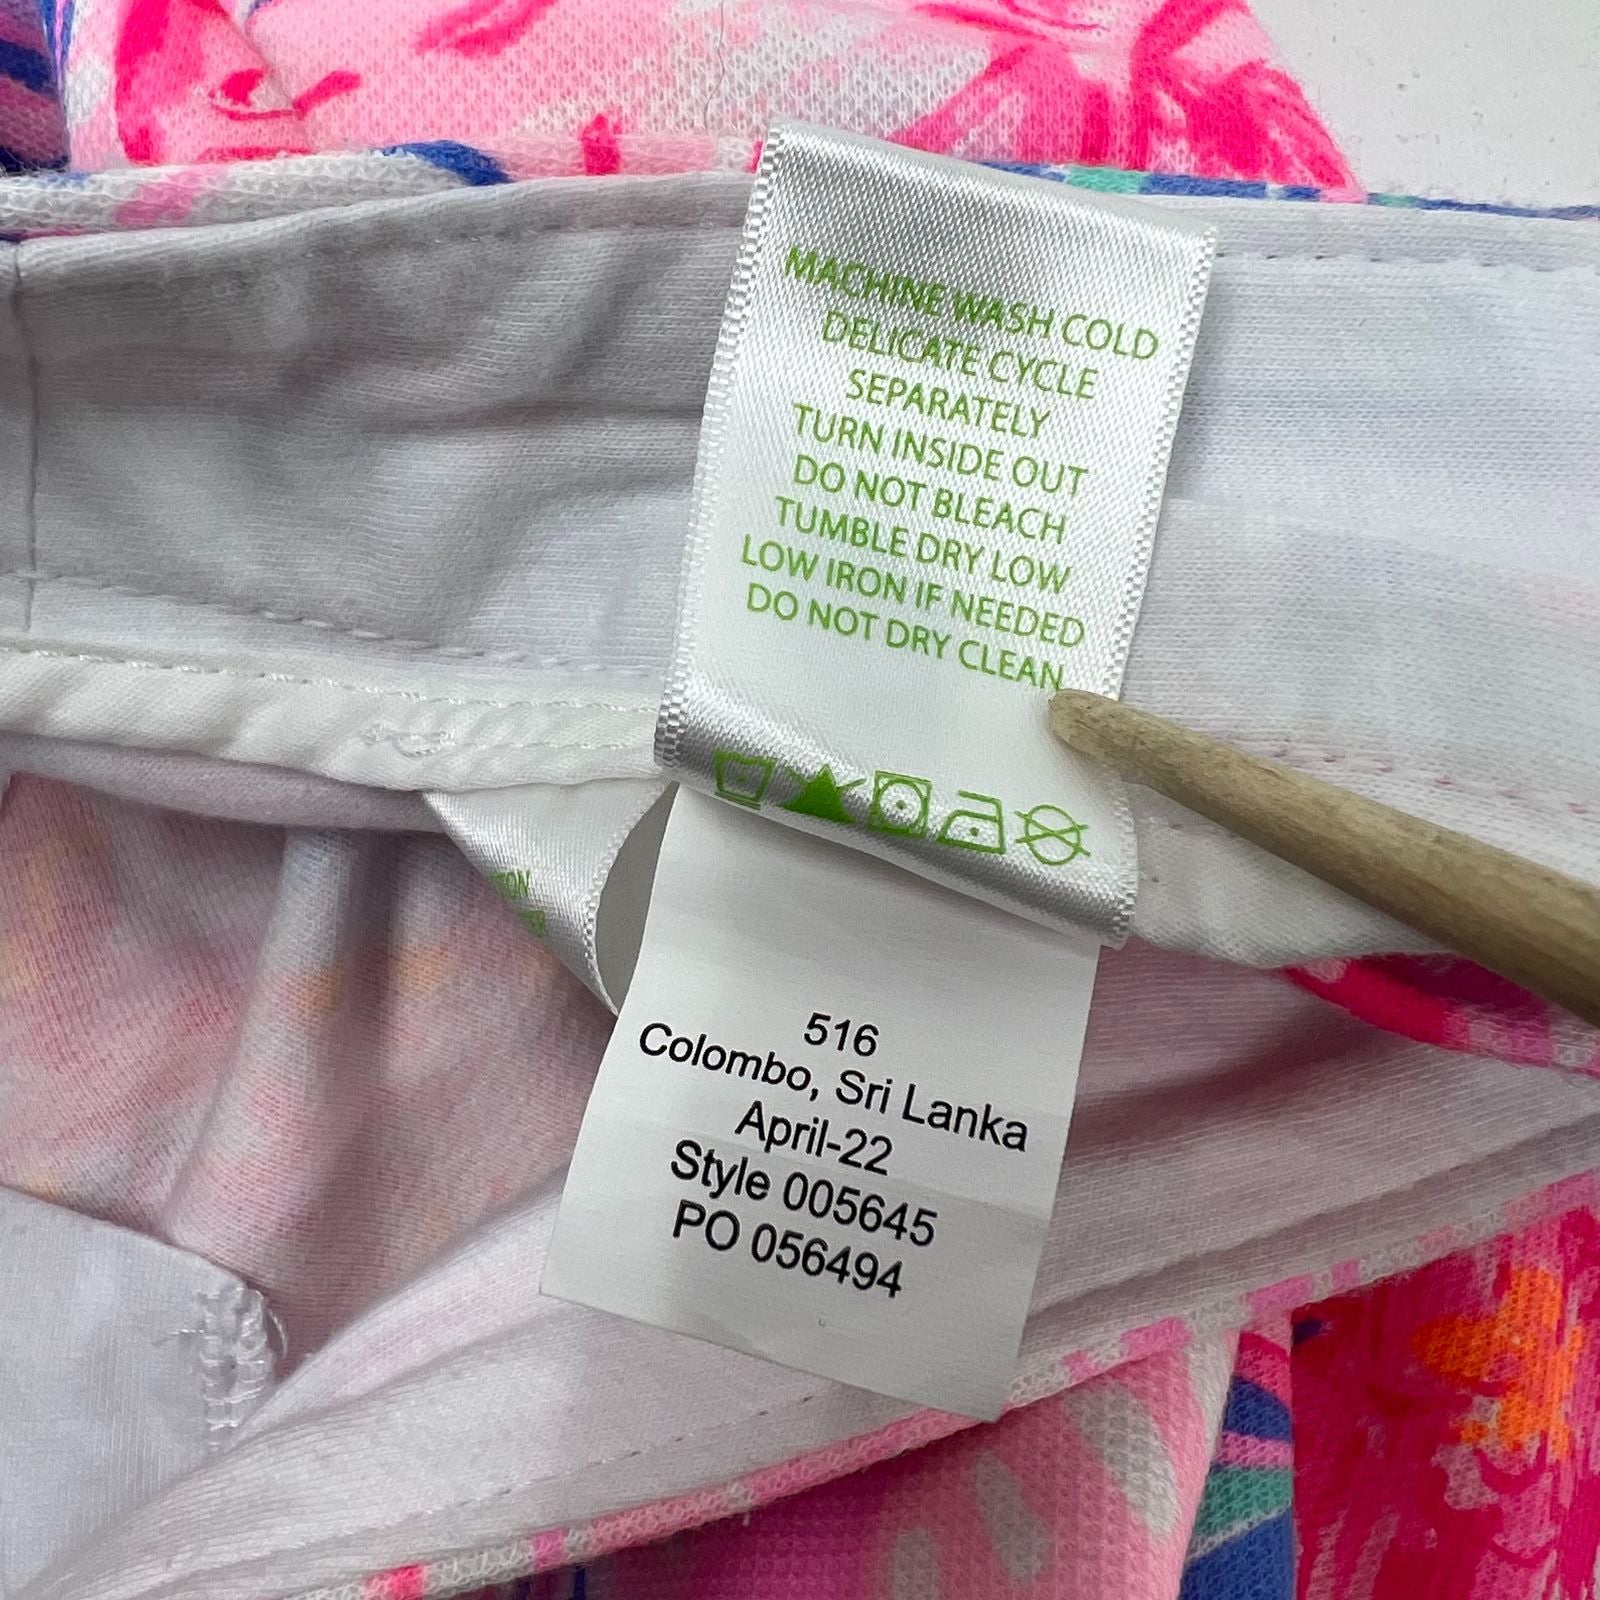 MACHINE WASH COLD
DELICATE CYCLE
SEPARATELY
TURN INSIDE OUT
DO NOT BLEACH
TUMBLE DRY LOW
LOW IRON IF NEEDED
DO NOT DRY CLEAN
516
Colombo, Sri Lanka
April-22
Style 005645
PO 056494